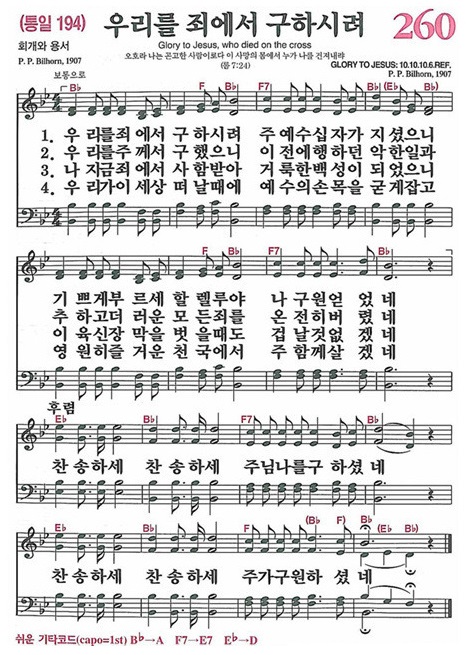 (통일 194) 우리를 죄에서 구하시려 260
회개와 용서
Glory to Jesus, who died on the cross
P. P. Bilhorn, 1907
오호라 나는 곤고한 사람이로다 이 사망의 몸에서 누가 나를 건져내랴
(롬 7:24)
GLORY TO JESUS: 10.10.10.6.REF.
P. P. Bilhorn, 1907
보통으로
B♭ F B♭ F7 B♭ (E♭) B♭
1. 우 리를죄 에서 구 하시려 주 예수십 자가 지 셨으니
2. 우 리를주 께서 구 했으니 이 전에행 하던 악 한일과
3. 나 지금죄 에서 사 함받아 거 룩한백 성이 되 었으니
4. 우 리가이 세상 떠 날때에 예 수의손 목을 굳 게잡고
F B♭ F7 B♭
기 쁘게부 르세 할 렐루야 나 구원얻 었 네
추 하고더 러운 모 든죄를 온 전히버 렸 네
이 육신장 막을 벗 을때도 겁 날것없 겠 네
영 원히즐 거운 천 국에서 주 함께살 겠 네
후렴
E♭ B♭ F7 B♭
찬 송하세 찬 송하세 주님나를구 하셨 네
E♭ B♭ (B♭ F) B♭ (E♭ B♭)
찬 송하세 찬 송하세 주가구원하 셨 네
쉬운 기타코드(capo=1st) B♭→A F7→E7 E♭→D